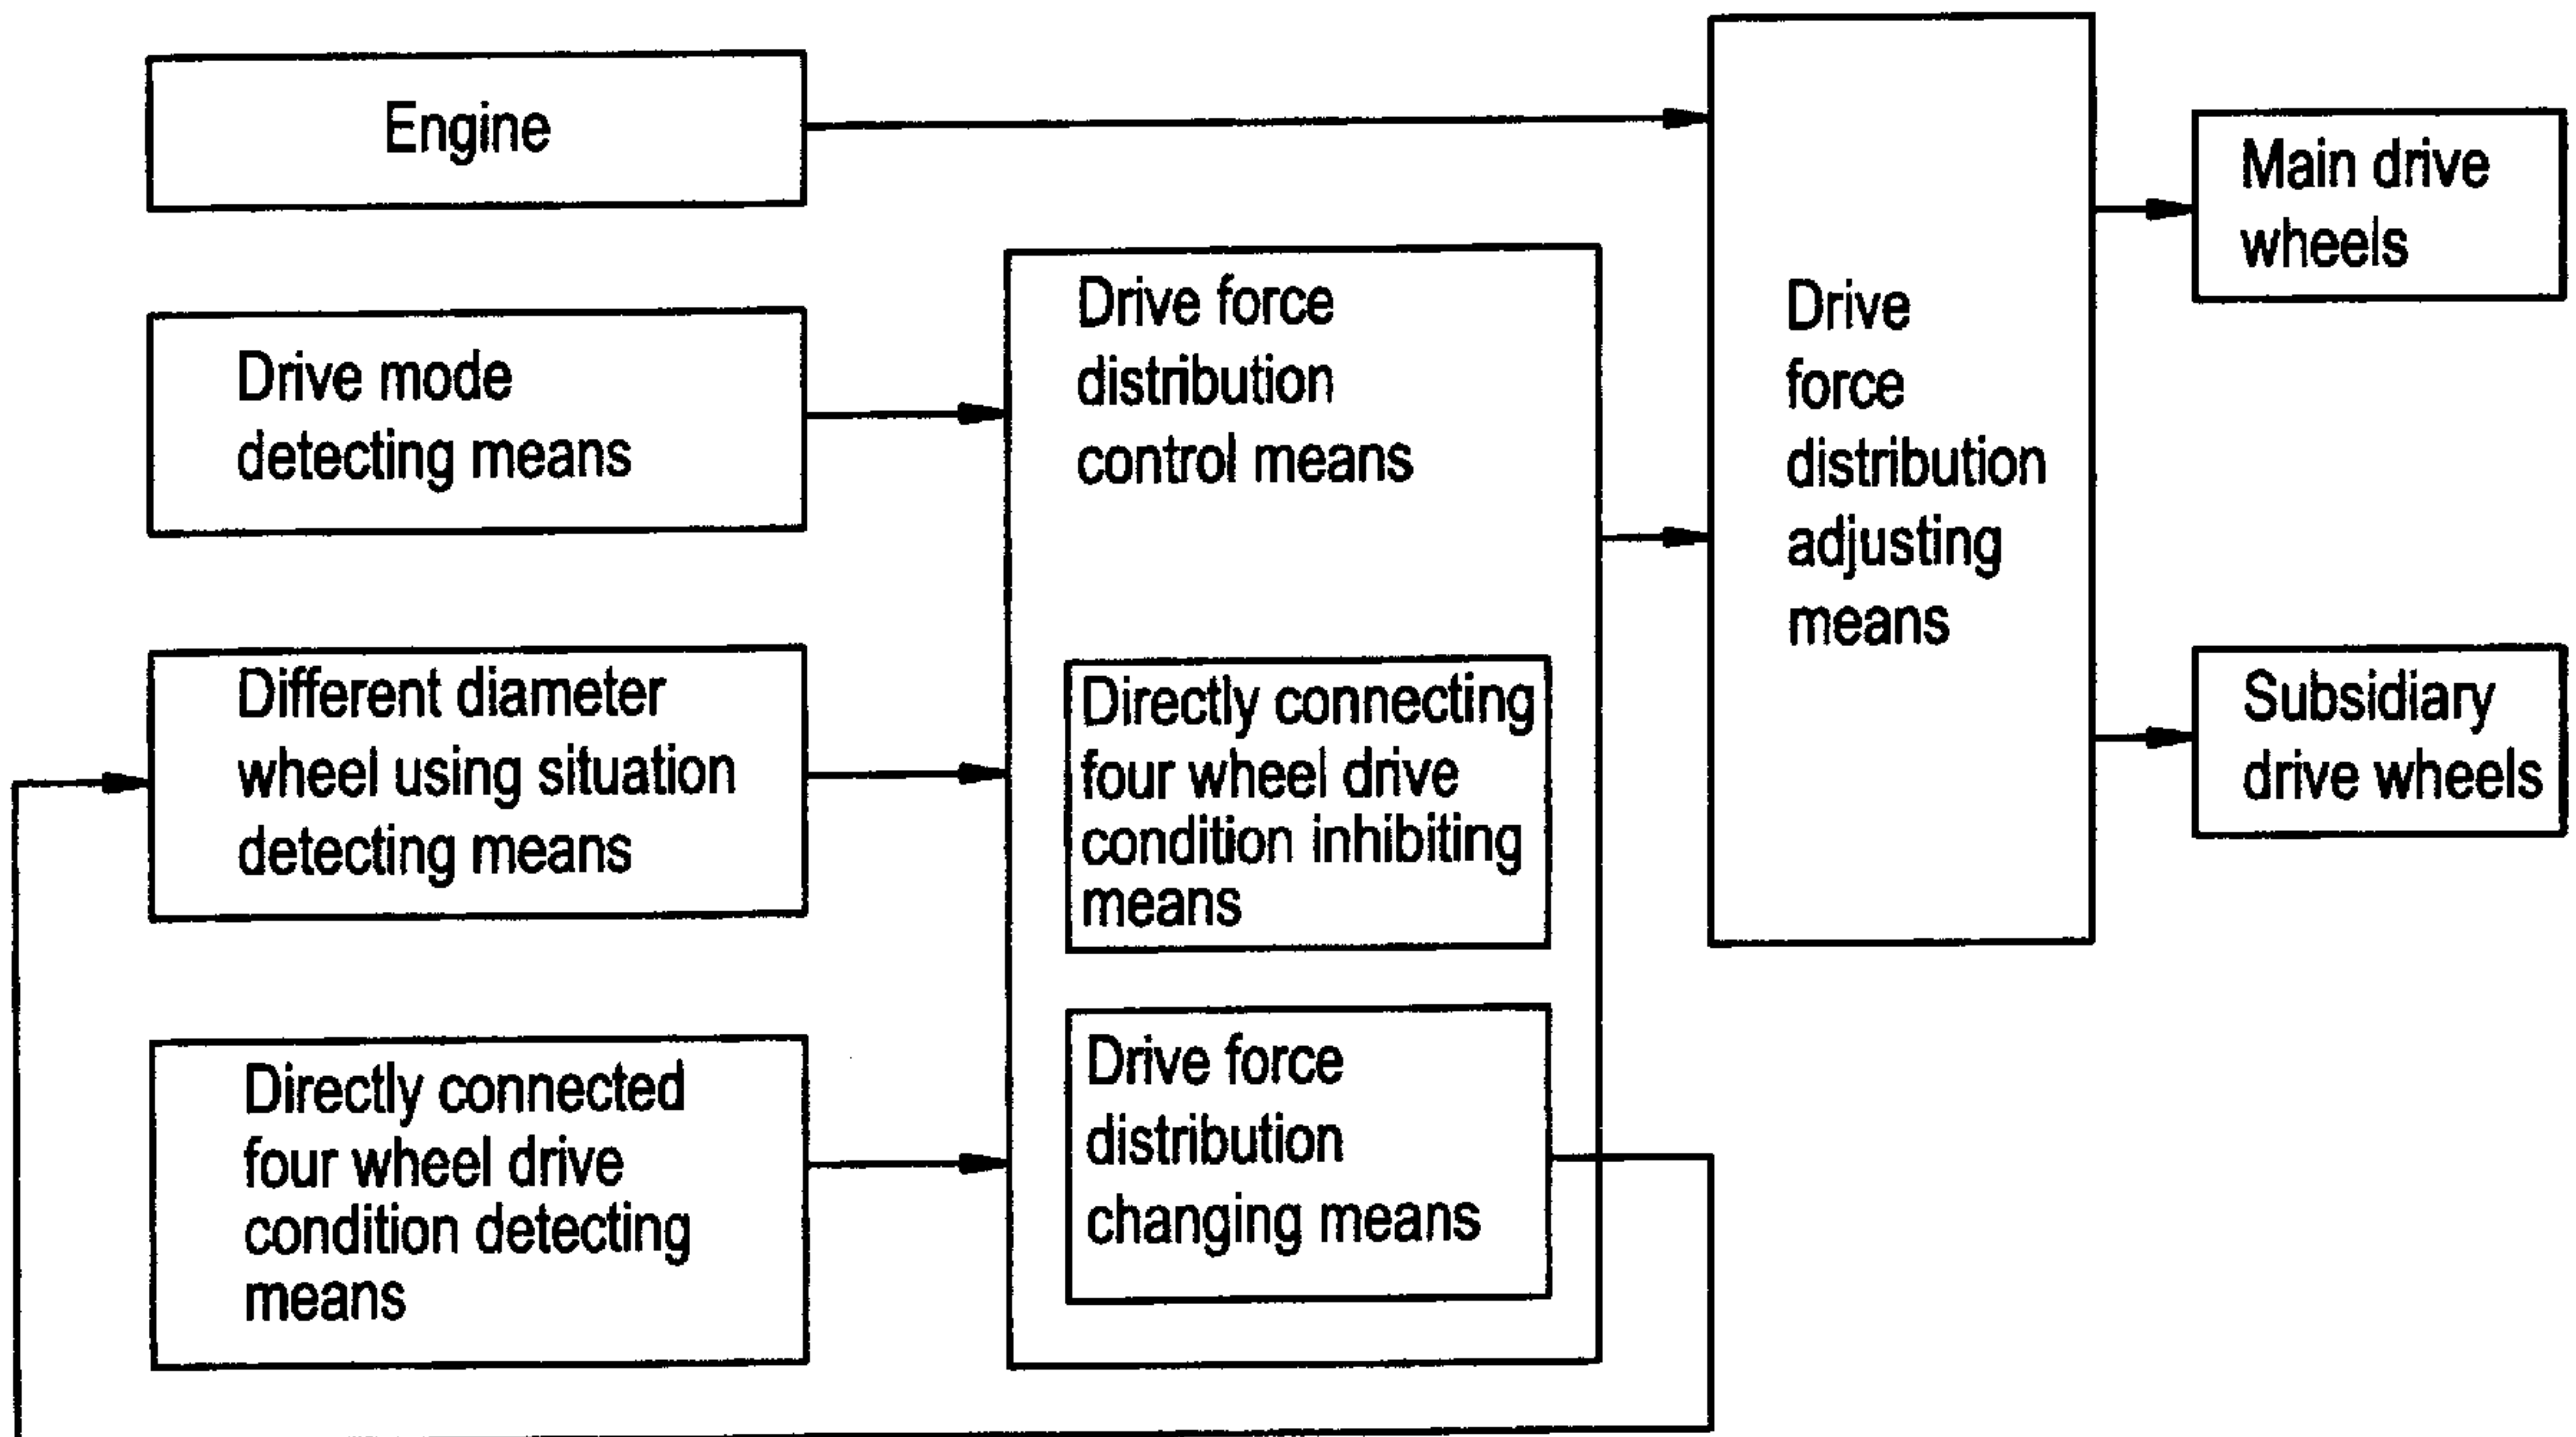 Engine
Drive mode
detecting means
Different diameter
wheel using situation
detecting means
Directly connected
four wheel drive
condition detecting
means
Drive force
distribution
control means
Directly connecting
four wheel drive
condition inhibiting
means
Drive force
distribution
changing means
Drive
force
distribution
adjusting
means
Main drive
wheels
Subsidiary
drive wheels